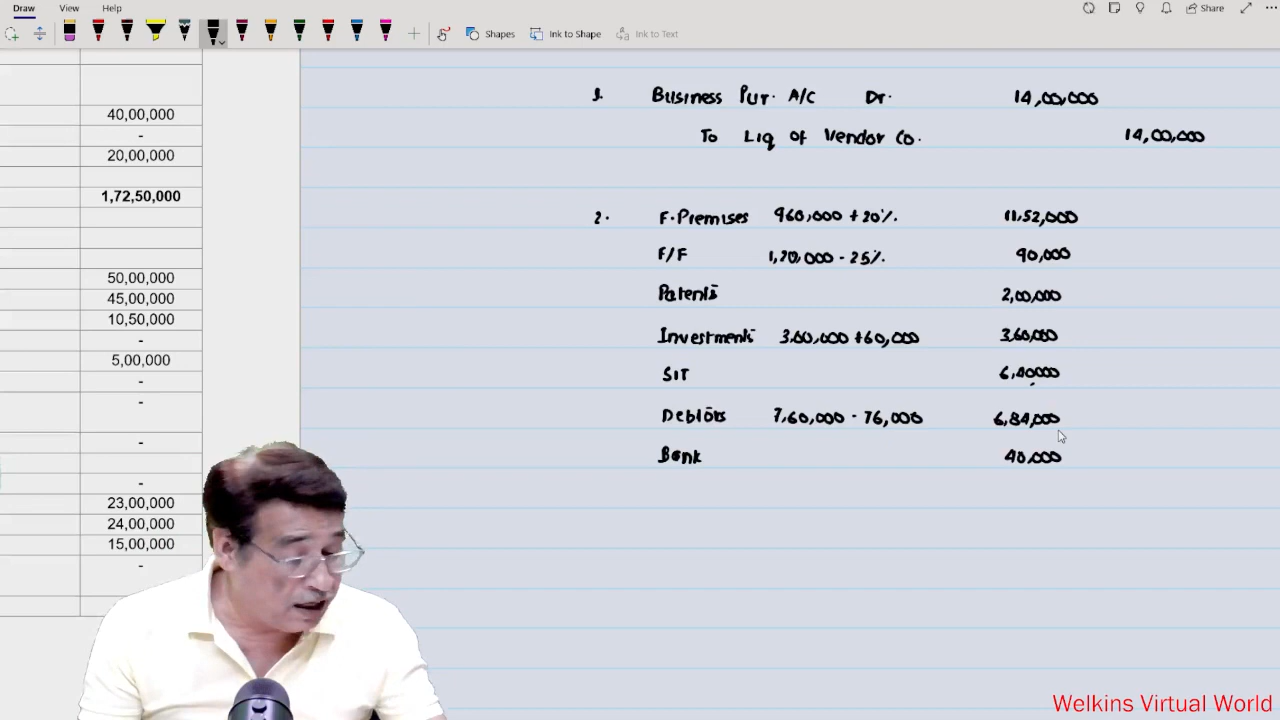 Draw View Help
Share
Shapes Ink to Shape Ink to Text
40,00,000
-
20,00,000
1,72,50,000
50,00,000
45,00,000
10,50,000
-
5,00,000
-
-
-
-
23,00,000
24,00,000
15,00,000
-
1. Business Pur. A/C Dr. 14,00,000
To Liq of Vendor Co. 14,00,000
2. F. Premises 960,000 + 20% 11,52,000
F/F 1,20,000 - 25% 90,000
Patents 2,00,000
Investments 3,00,000 + 60,000 3,60,000
SIT 6,40000
Debtors 7,60,000 - 76,000 6,84,000
Bank 40,000
Welkins Virtual World